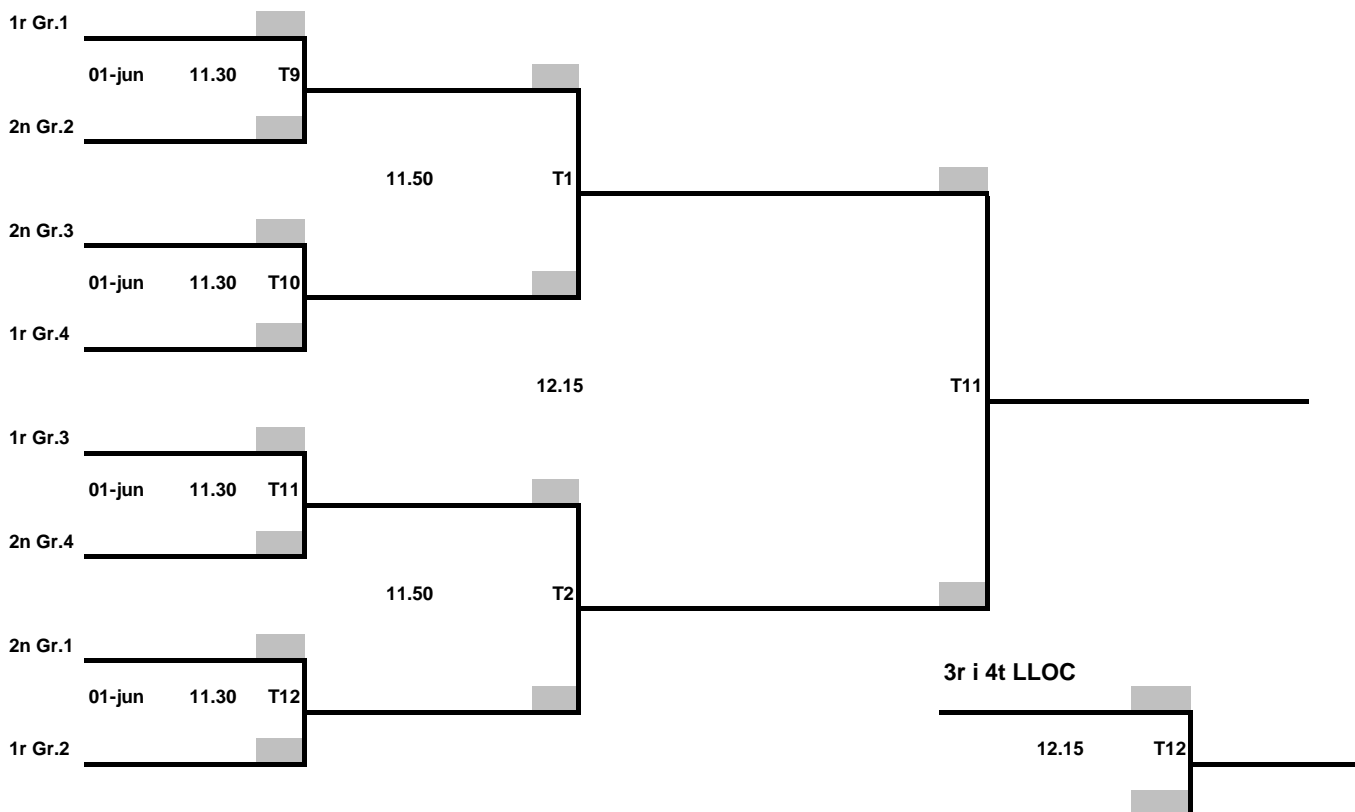 1r Gr.1
01-jun 11.30 T9
2n Gr.2
11.50 T1
2n Gr.3
01-jun 11.30 T10
1r Gr.4
12.15 T11
1r Gr.3
01-jun 11.30 T11
2n Gr.4
11.50 T2
2n Gr.1
3r i 4t LLOC
01-jun 11.30 T12
1r Gr.2
12.15 T12